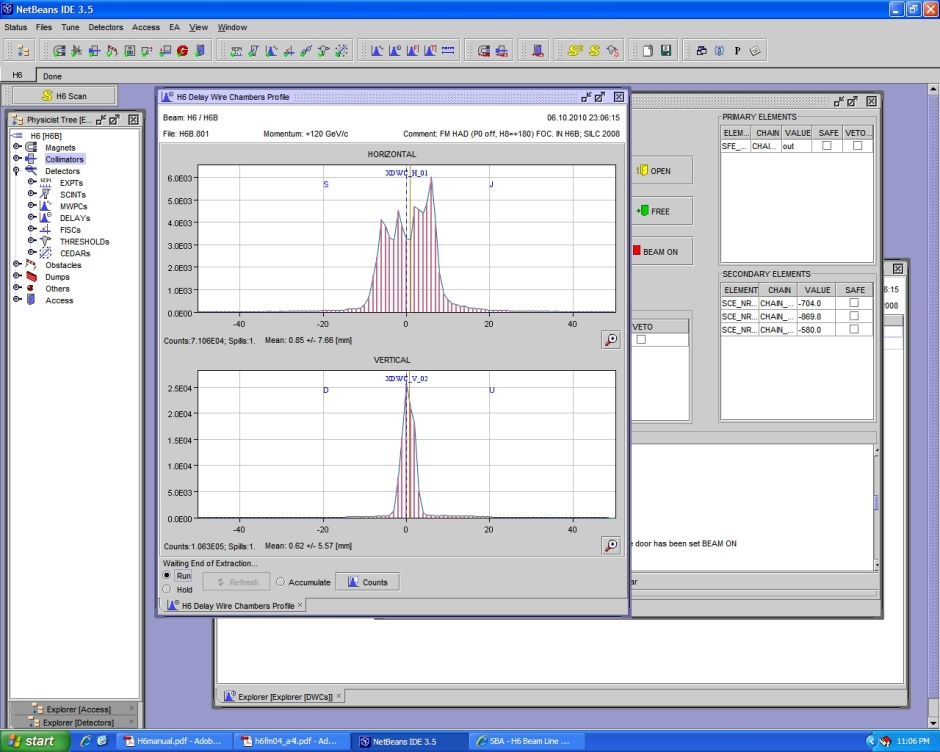 NetBeans IDE 3.5
Status Files Tune Detectors Access EA View Window
H6 Done
H6 Scan
Physicist Tree [E...
H6 [H6B]
Magnets
Collimators
Detectors
EXPTs
SCINTs
MWPCs
DELAYs
FISCs
THRESHOLDs
CEDARs
Obstacles
Dumps
Others
Access
Explorer [Access]
Explorer [Detectors]
H6 Delay Wire Chambers Profile
Beam: H6 / H6B 06.10.2010 23:06:15
File: H6B.801 Momentum: +120 GeV/c Comment: FM HAD (P0 off, H8=+180) FOC. IN H6B; SILC 2008
HORIZONTAL
XDWC_H_01
S J
6.0E03
5.0E03
4.0E03
3.0E03
2.0E03
1.0E03
0.0E00
-40 -20 0 20 40
Counts:7.106E04; Spills:1. Mean: 0.85 +/- 7.66 [mm]
VERTICAL
XDWC_V_02
D U
2.5E04
2.0E04
1.5E04
1.0E04
5.0E03
0.0E00
-40 -20 0 20 40
Counts:1.063E05; Spills:1. Mean: 0.62 +/- 5.57 [mm]
Waiting End of Extraction...
Run
Hold
Refresh
Accumulate
Counts
H6 Delay Wire Chambers Profile
OPEN
FREE
BEAM ON
VETO
PRIMARY ELEMENTS
ELEM... CHAIN VALUE SAFE VETO...
SFE_... CHAI... out
SECONDARY ELEMENTS
ELEMENT CHAIN VALUE SAFE
SCE_NR... CHAIN_... -704.0
SCE_NR... CHAIN_... -869.8
SCE_NR... CHAIN_... -580.0
6:15
2008
door has been set BEAM ON
ar
Explorer [Explorer [DWCs]]
start
H6manual.pdf - Adob...
h6fm04_a4l.pdf - Ad...
NetBeans IDE 3.5
SBA - H6 Beam Line ...
11:06 PM